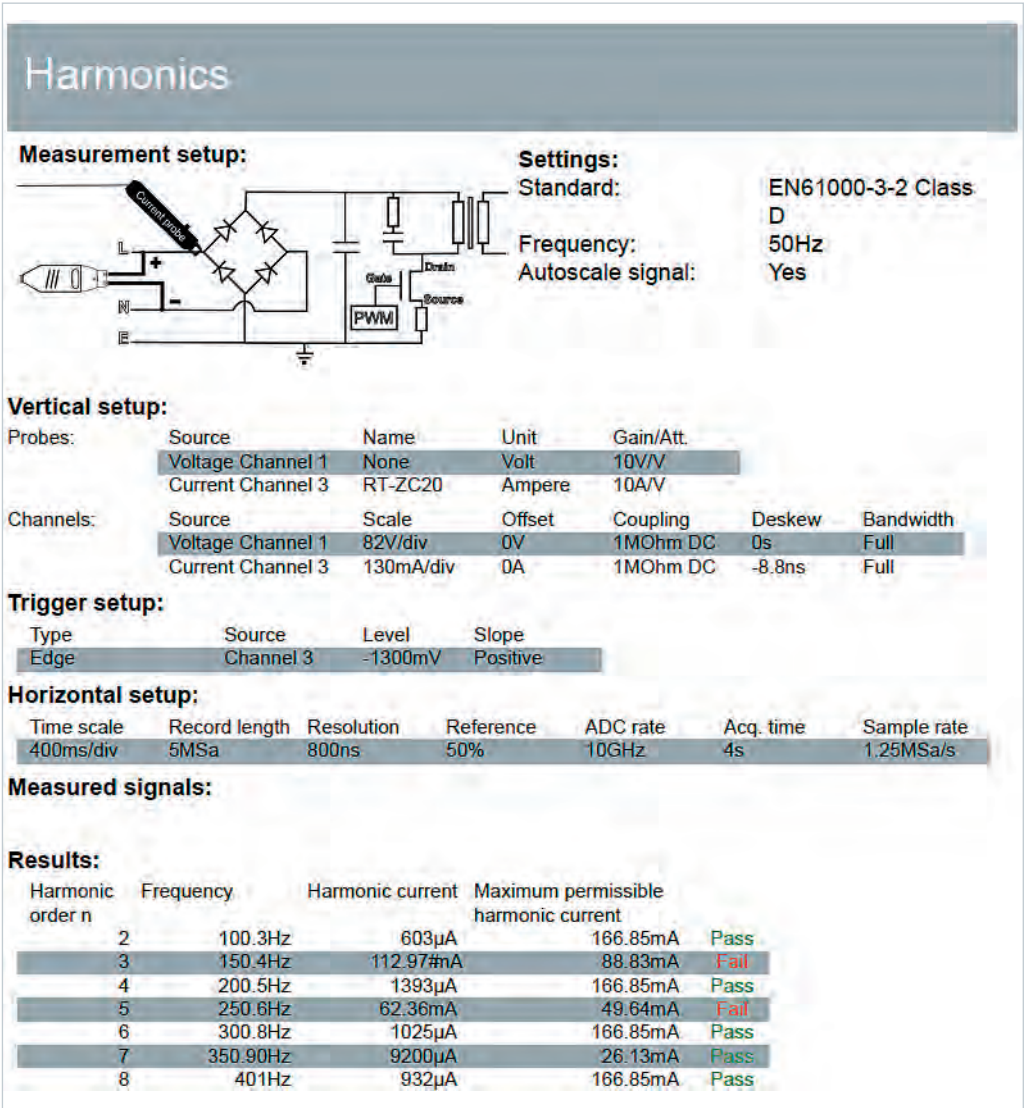 Harmonics
Measurement setup:
Current probe
L
+
-
N
E
Gate
Drain
Source
PWM
Settings:
Standard: EN61000-3-2 Class
D
Frequency: 50Hz
Autoscale signal: Yes
Vertical setup:
Probes: Source Name Unit Gain/Att.
Voltage Channel 1 None Volt 10V/V
Current Channel 3 RT-ZC20 Ampere 10A/V
Channels: Source Scale Offset Coupling Deskew Bandwidth
Voltage Channel 1 82V/div 0V 1MOhm DC 0s Full
Current Channel 3 130mA/div 0A 1MOhm DC -8.8ns Full
Trigger setup:
Type Source Level Slope
Edge Channel 3 -1300mV Positive
Horizontal setup:
Time scale Record length Resolution Reference ADC rate Acq. time Sample rate
400ms/div 5MSa 800ns 50% 10GHz 4s 1.25MSa/s
Measured signals:
Results:
Harmonic Frequency Harmonic current Maximum permissible
order n harmonic current
2 100.3Hz 603µA 166.85mA Pass
3 150.4Hz 112.97#nA 88.83mA Fail
4 200.5Hz 1393µA 166.85mA Pass
5 250.6Hz 62.36mA 49.64mA Fail
6 300.8Hz 1025µA 166.85mA Pass
7 350.90Hz 9200µA 26.13mA Pass
8 401Hz 932µA 166.85mA Pass